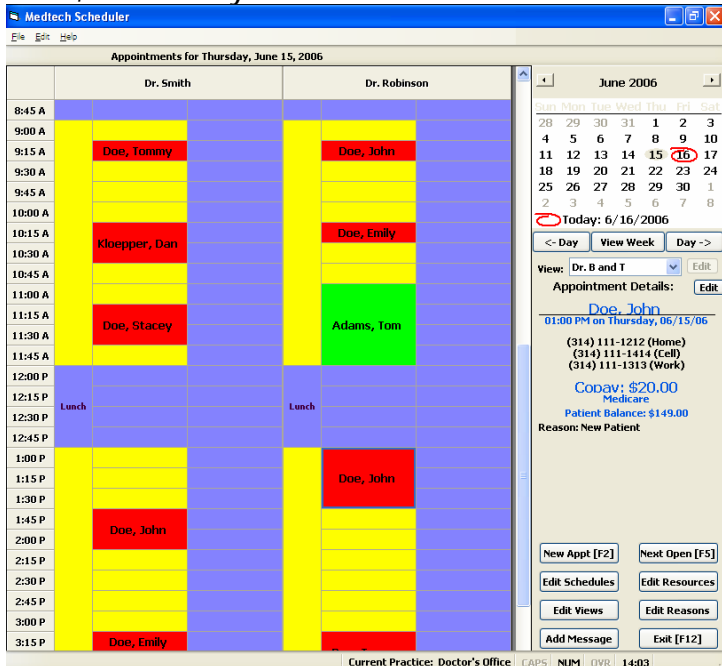 Medtech Scheduler
File Edit Help
Appointments for Thursday, June 15, 2006
Dr. Smith Dr. Robinson
8:45 A
9:00 A
9:15 A Doe, Tommy Doe, John
9:30 A
9:45 A
10:00 A
10:15 A Kloepper, Dan Doe, Emily
10:30 A
10:45 A
11:00 A
11:15 A Doe, Stacey Adams, Tom
11:30 A
11:45 A
12:00 P
12:15 P Lunch Lunch
12:30 P
12:45 P
1:00 P
1:15 P Doe, John
1:30 P
1:45 P Doe, John
2:00 P
2:15 P
2:30 P
2:45 P
3:00 P
3:15 P Doe, Emily
June 2006
Sun Mon Tue Wed Thu Fri Sat
28 29 30 31 1 2 3
4 5 6 7 8 9 10
11 12 13 14 15 16 17
18 19 20 21 22 23 24
25 26 27 28 29 30 1
2 3 4 5 6 7 8
Today: 6/16/2006
<- Day View Week Day ->
View: Dr. B and T Edit
Appointment Details: Edit
Doe, John
01:00 PM on Thursday, 06/15/06
(314) 111-1212 (Home)
(314) 111-1414 (Cell)
(314) 111-1313 (Work)
Copay: $20.00
Medicare
Patient Balance: $149.00
Reason: New Patient
New Appt [F2] Next Open [F5]
Edit Schedules Edit Resources
Edit Views Edit Reasons
Add Message Exit [F12]
Current Practice: Doctor's Office CAPS NUM OVR 14:03